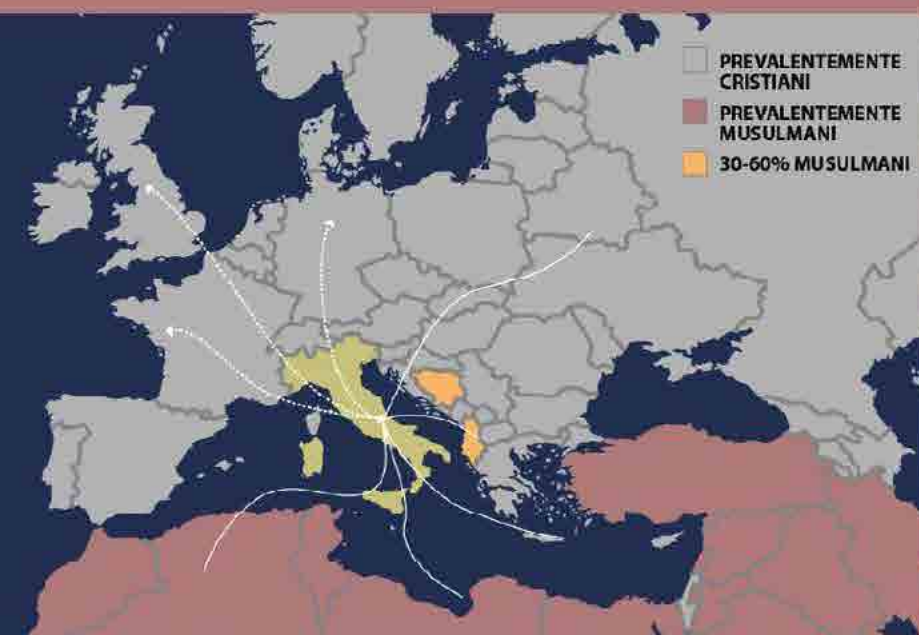 PREVALENTEMENTE
CRISTIANI
PREVALENTEMENTE
MUSULMANI
30-60% MUSULMANI